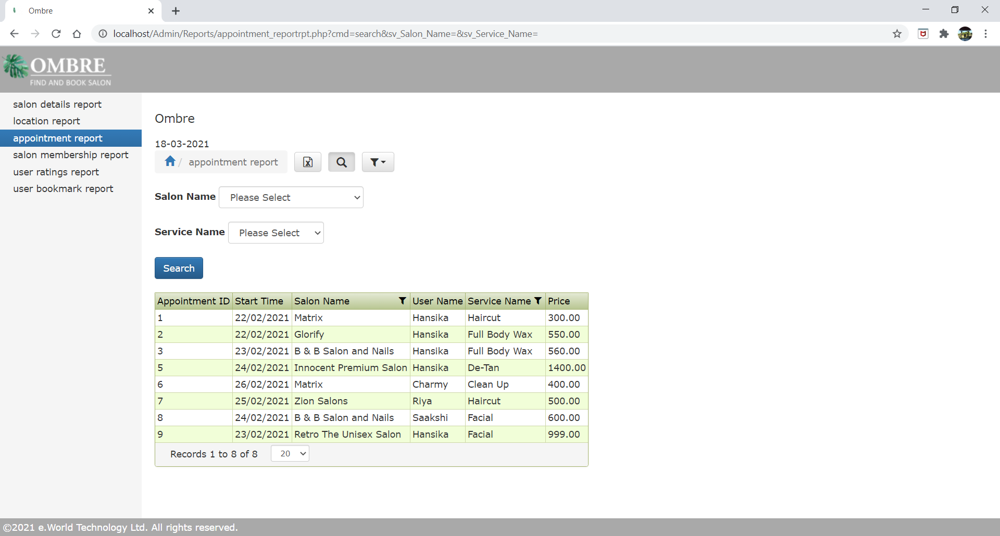 Ombre
localhost/Admin/Reports/appointment_reportrpt.php?cmd=search&sv_Salon_Name=&sv_Service_Name=
OMBRE
FIND AND BOOK SALON
salon details report
location report
appointment report
salon membership report
user ratings report
user bookmark report
Ombre
18-03-2021
/ appointment report
Salon Name Please Select
Service Name Please Select
Search
Appointment ID Start Time Salon Name User Name Service Name Price
1 22/02/2021 Matrix Hansika Haircut 300.00
2 22/02/2021 Glorify Hansika Full Body Wax 550.00
3 23/02/2021 B & B Salon and Nails Hansika Full Body Wax 560.00
5 24/02/2021 Innocent Premium Salon Hansika De-Tan 1400.00
6 26/02/2021 Matrix Charmy Clean Up 400.00
7 25/02/2021 Zion Salons Riya Haircut 500.00
8 24/02/2021 B & B Salon and Nails Saakshi Facial 600.00
9 23/02/2021 Retro The Unisex Salon Hansika Facial 999.00
Records 1 to 8 of 8 20
©2021 e.World Technology Ltd. All rights reserved.